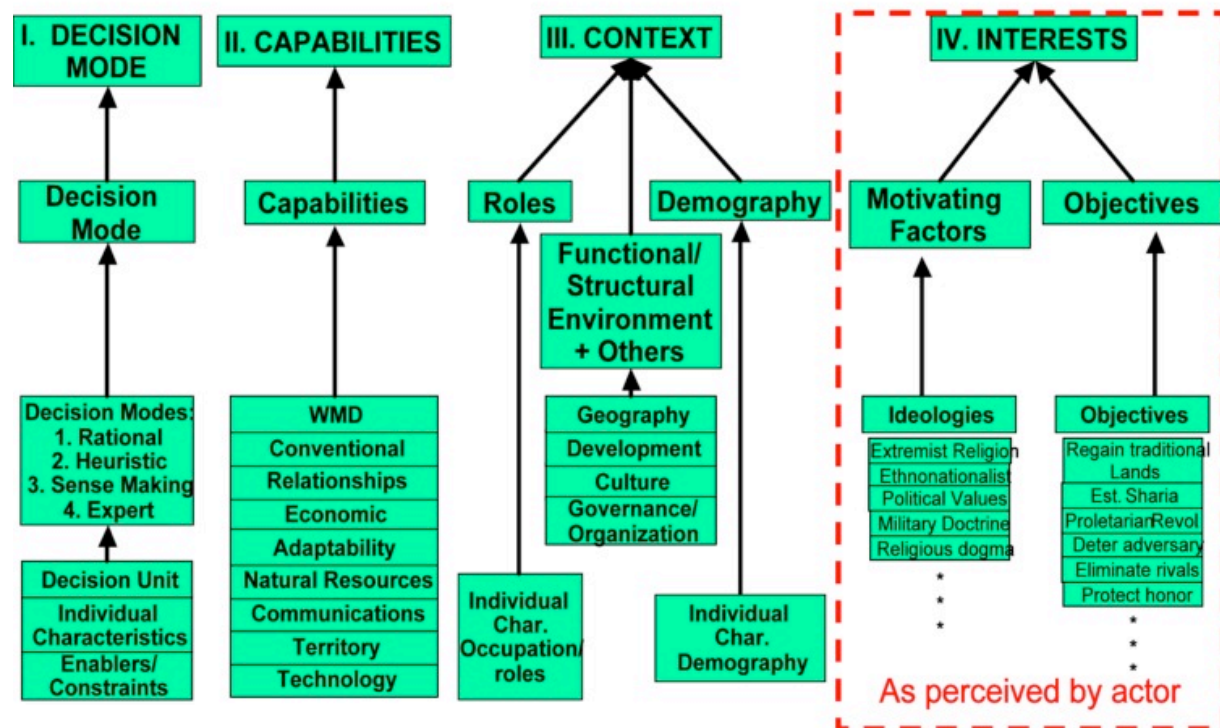 I. DECISION
MODE
II. CAPABILITIES
III. CONTEXT
IV. INTERESTS
Decision
Mode
Capabilities
Roles
Demography
Motivating
Factors
Objectives
Functional/
Structural
Environment
+ Others
Decision Modes:
1. Rational
2. Heuristic
3. Sense Making
4. Expert
Decision Unit
Individual
Characteristics
Enablers/
Constraints
WMD
Conventional
Relationships
Economic
Adaptability
Natural Resources
Communications
Territory
Technology
Geography
Development
Culture
Governance/
Organization
Individual
Char.
Occupation/
roles
Individual
Char.
Demography
Ideologies
Extremist Religion
Ethnonationalist
Political Values
Military Doctrine
Religious dogma
*
*
*
Objectives
Regain traditional
Lands
Est. Sharia
ProletarianRevol
Deter adversary
Eliminate rivals
Protect honor
*
*
*
As perceived by actor